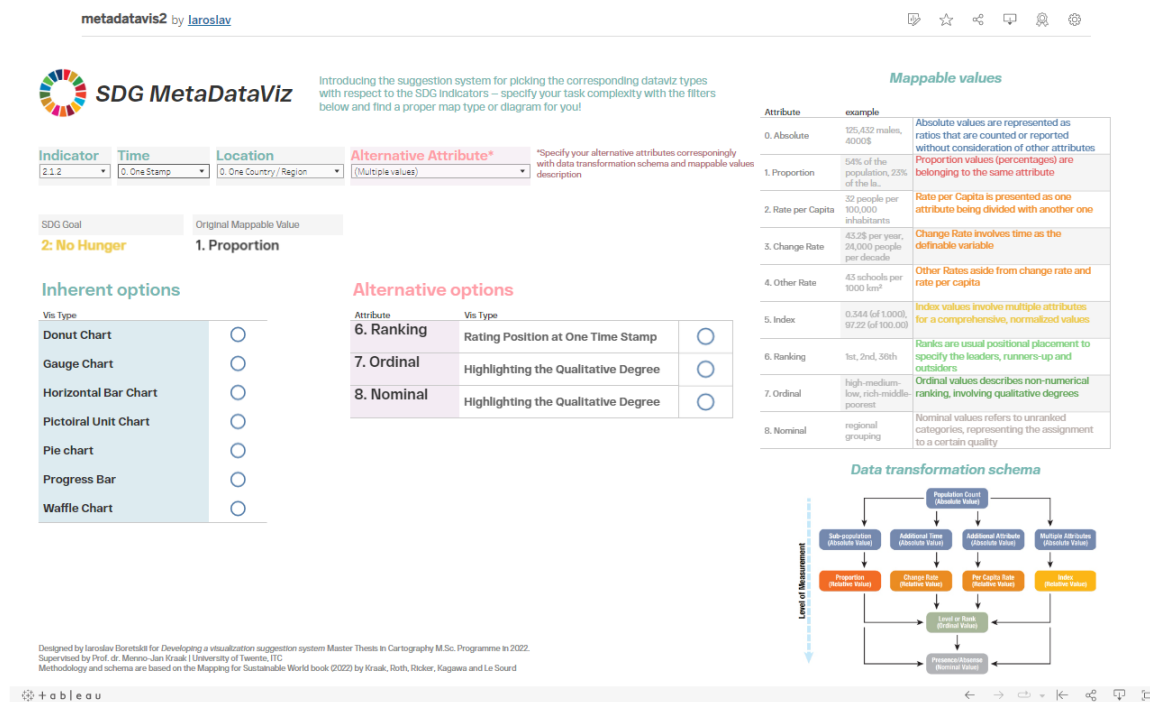 metadatavis2 by Iaroslav
SDG MetaDataViz
Introducing the suggestion system for picking the corresponding dataviz types
with respect to the SDG Indicators – specify your task complexity with the filters
below and find a proper map type or diagram for you!
Indicator
2.1.2
Time
0. One Stamp
Location
0. One Country / Region
Alternative Attribute*
(Multiple values)
*Specify your alternative attributes corresponingly
with data transformation schema and mappable values
description
SDG Goal
2: No Hunger
Original Mappable Value
1. Proportion
Inherent options
Vis Type
Donut Chart
Gauge Chart
Horizontal Bar Chart
Pictoiral Unit Chart
Pie chart
Progress Bar
Waffle Chart
Alternative options
Attribute Vis Type
6. Ranking Rating Position at One Time Stamp
7. Ordinal Highlighting the Qualitative Degree
8. Nominal Highlighting the Qualitative Degree
Mappable values
Attribute example
0. Absolute
125,432 males,
4000$
Absolute values are represented as
ratios that are counted or reported
without consideration of other attributes
1. Proportion
54% of the
population, 23%
of the la..
Proportion values (percentages) are
belonging to the same attribute
2. Rate per Capita
32 people per
100,000
inhabitants
Rate per Capita is presented as one
attribute being divided with another one
3. Change Rate
43.2$ per year,
24,000 people
per decade
Change Rate involves time as the
definable variable
4. Other Rate
43 schools per
1000 km²
Other Rates aside from change rate and
rate per capita
5. Index
0.344 (of 1.000),
97.22 (of 100.00)
Index values involve multiple attributes
for a comprehensive, normalized values
6. Ranking
1st, 2nd, 36th
Ranks are usual positional placement to
specify the leaders, runners-up and
outsiders
7. Ordinal
high-medium-
low, rich-middle-
poorest
Ordinal values describes non-numerical
ranking, involving qualitative degrees
8. Nominal
regional
grouping
Nominal values refers to unranked
categories, representing the assignment
to a certain quality
Data transformation schema
Level of Measurement
Population Count
(Absolute Value)
Sub-population
(Absolute Value)
Additional Time
(Absolute Value)
Additional Attribute
(Absolute Value)
Multiple Attributes
(Absolute Value)
Proportion
(Relative Value)
Change Rate
(Relative Value)
Per Capita Rate
(Relative Value)
Index
(Relative Value)
Level or Rank
(Ordinal Value)
Presence/Absense
(Nominal Value)
Designed by Iaroslav Boretskii for Developing a visualization suggestion system Master Thesis in Cartography M.Sc. Programme in 2022.
Supervised by Prof. dr. Menno-Jan Kraak | University of Twente, ITC
Methodology and schema are based on the Mapping for Sustainable World book (2022) by Kraak, Roth, Ricker, Kagawa and Le Sourd
+ableau